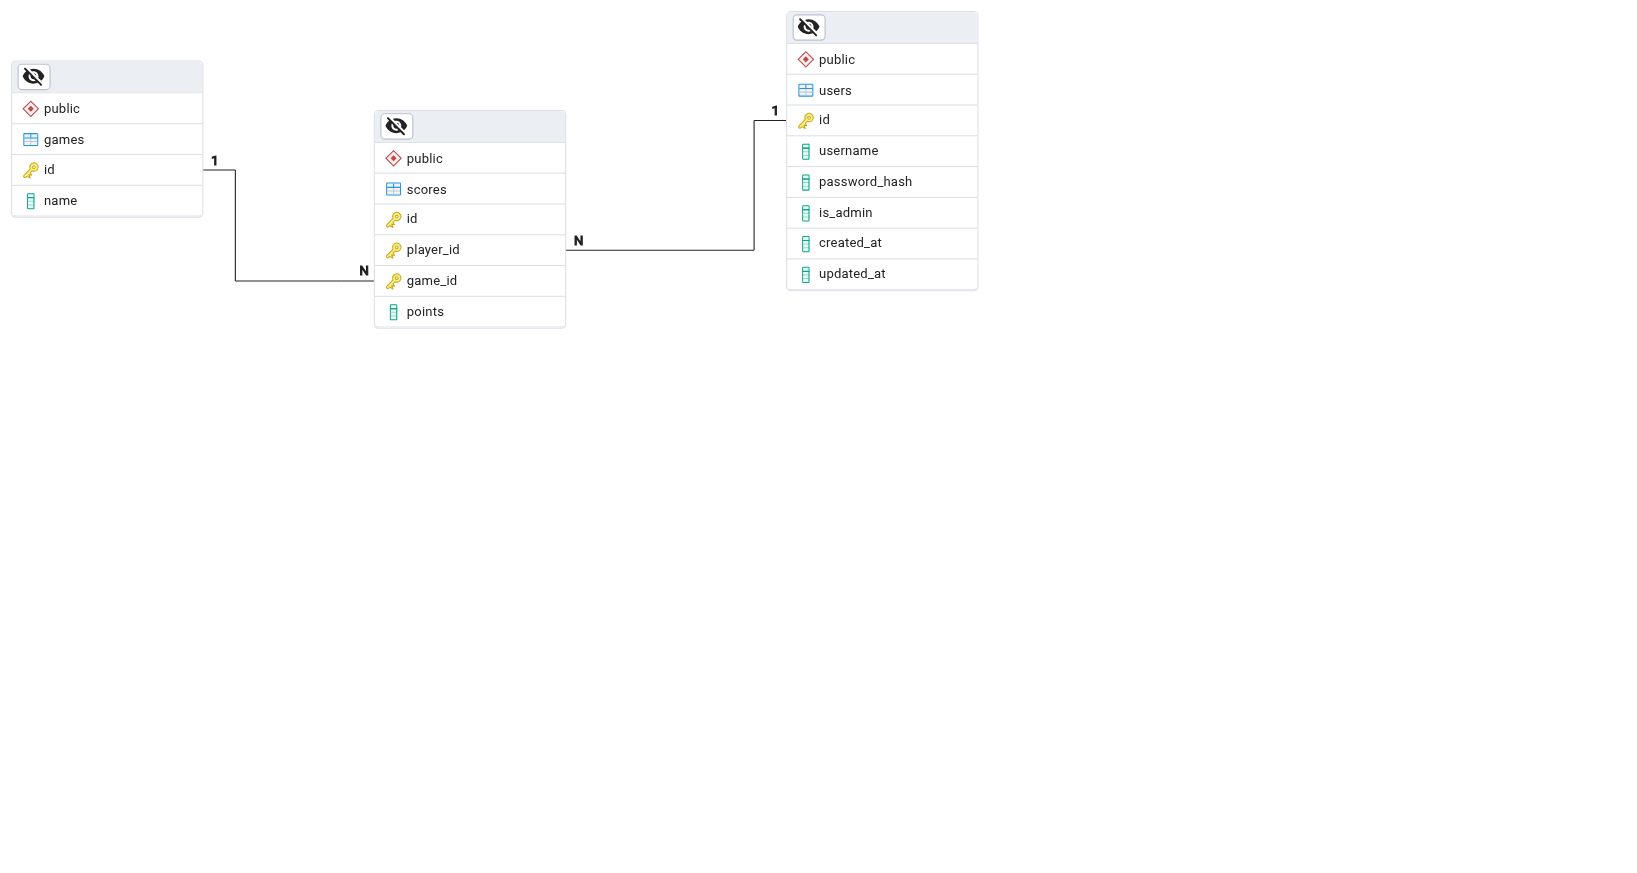 public
games
id
name
1
N
public
scores
id
player_id
game_id
points
N
1
public
users
id
username
password_hash
is_admin
created_at
updated_at